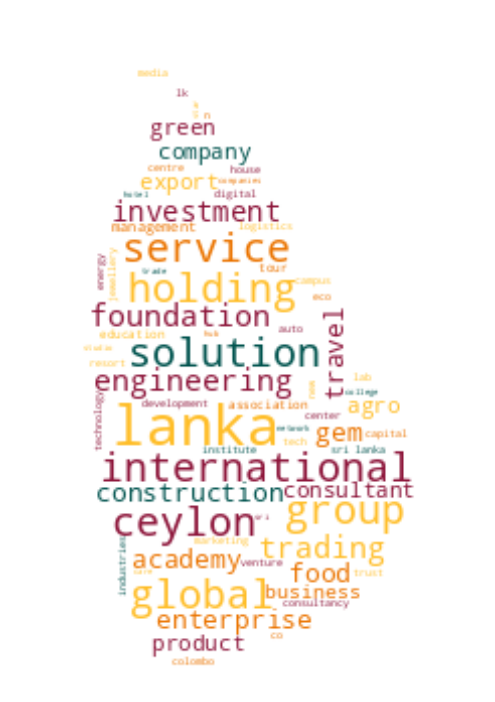 media
lk
n
green
company
centre
house
export
companies
hotel
digital
investment
management
logistics
service
energy
jewellery
trade
tour
holding
campus
eco
foundation
auto
travel
education
hub
studio
solution
resort
engineering
lab
new
college
technology
development
association
agro
lanka
center
network
gem
capital
tech
institute
sri lanka
international
construction
consultant
group
ceylon
sri
industries
marketing
trading
academy
venture
care
food
trust
global
business
consultancy
enterprise
co
product
colombo